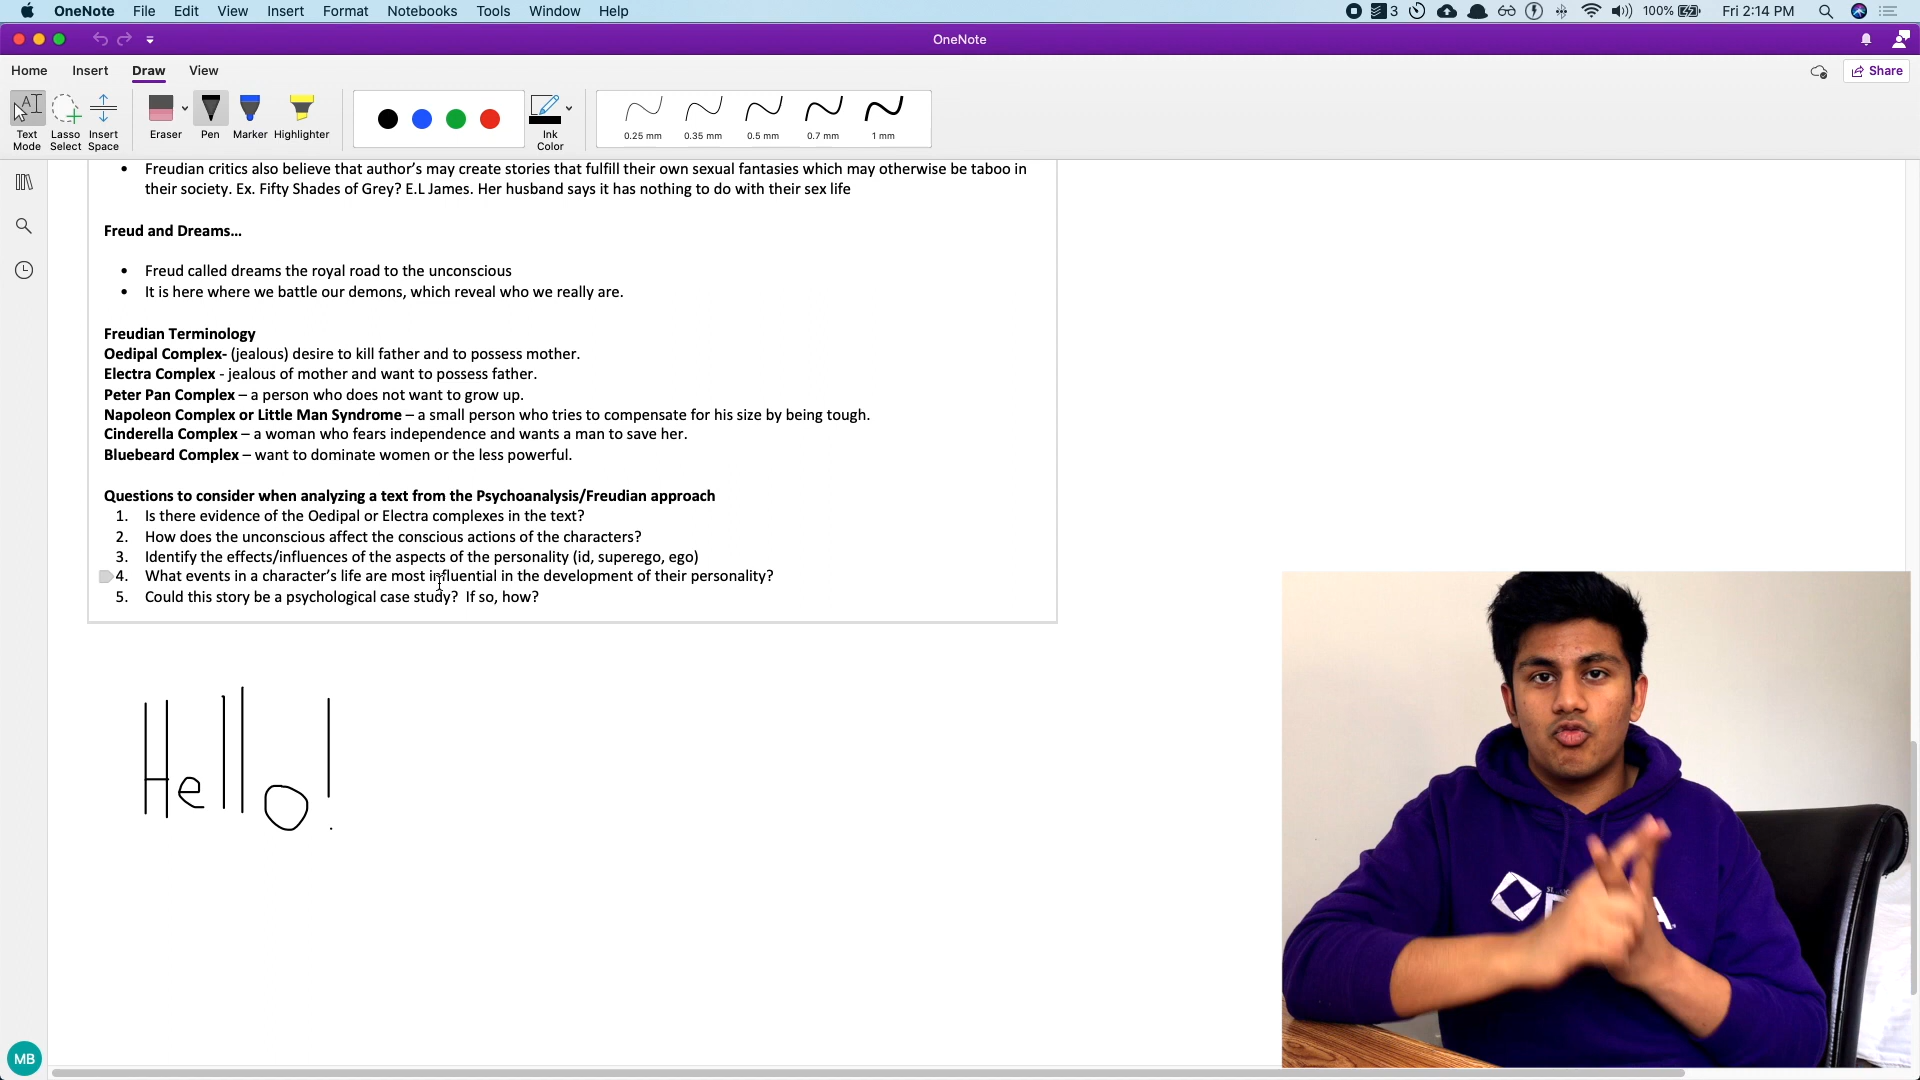 OneNote File Edit View Insert Format Notebooks Tools Window Help 3 100% Fri 2:14 PM
OneNote
Home Insert Draw View Share
Text Mode
Lasso Select
Insert Space
Eraser
Pen
Marker
Highlighter
Ink Color
0.25 mm 0.35 mm 0.5 mm 0.7 mm 1 mm
• Freudian critics also believe that author's may create stories that fulfill their own sexual fantasies which may otherwise be taboo in
their society. Ex. Fifty Shades of Grey? E.L James. Her husband says it has nothing to do with their sex life
Freud and Dreams...
• Freud called dreams the royal road to the unconscious
• It is here where we battle our demons, which reveal who we really are.
Freudian Terminology
Oedipal Complex- (jealous) desire to kill father and to possess mother.
Electra Complex - jealous of mother and want to possess father.
Peter Pan Complex – a person who does not want to grow up.
Napoleon Complex or Little Man Syndrome – a small person who tries to compensate for his size by being tough.
Cinderella Complex – a woman who fears independence and wants a man to save her.
Bluebeard Complex – want to dominate women or the less powerful.
Questions to consider when analyzing a text from the Psychoanalysis/Freudian approach
1. Is there evidence of the Oedipal or Electra complexes in the text?
2. How does the unconscious affect the conscious actions of the characters?
3. Identify the effects/influences of the aspects of the personality (id, superego, ego)
4. What events in a character's life are most influential in the development of their personality?
5. Could this story be a psychological case study?  If so, how?
Hello!
MB